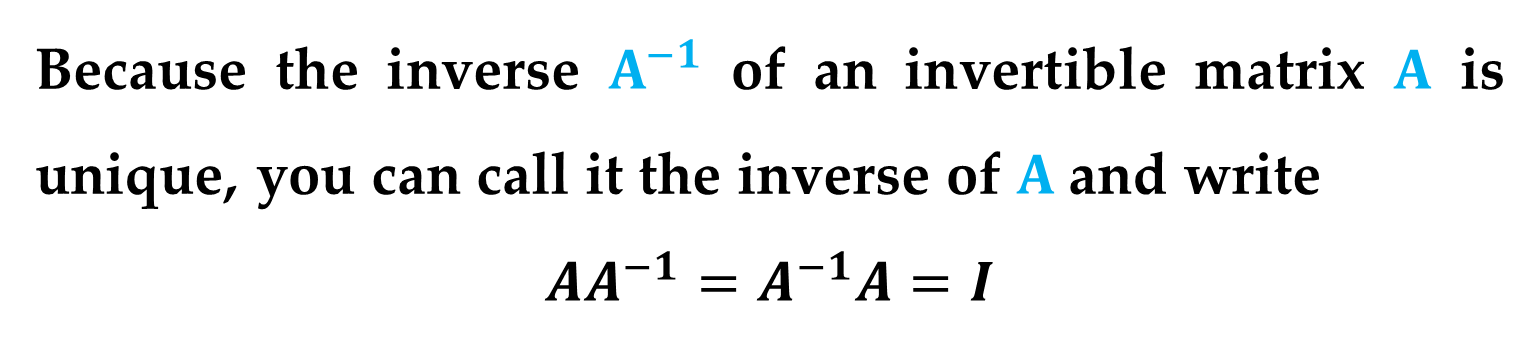 Because the inverse A⁻¹ of an invertible matrix A is
unique, you can call it the inverse of A and write
AA⁻¹ = A⁻¹A = I